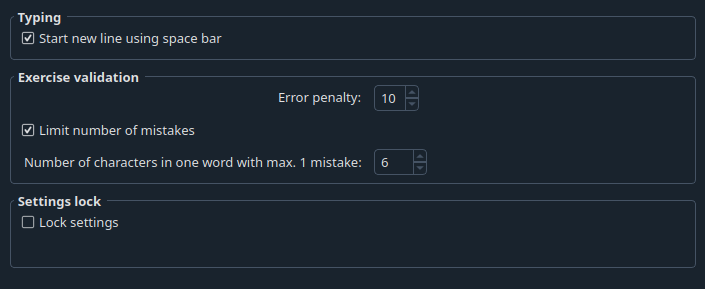 Typing
Start new line using space bar
Exercise validation
Error penalty: 10
Limit number of mistakes
Number of characters in one word with max. 1 mistake: 6
Settings lock
Lock settings